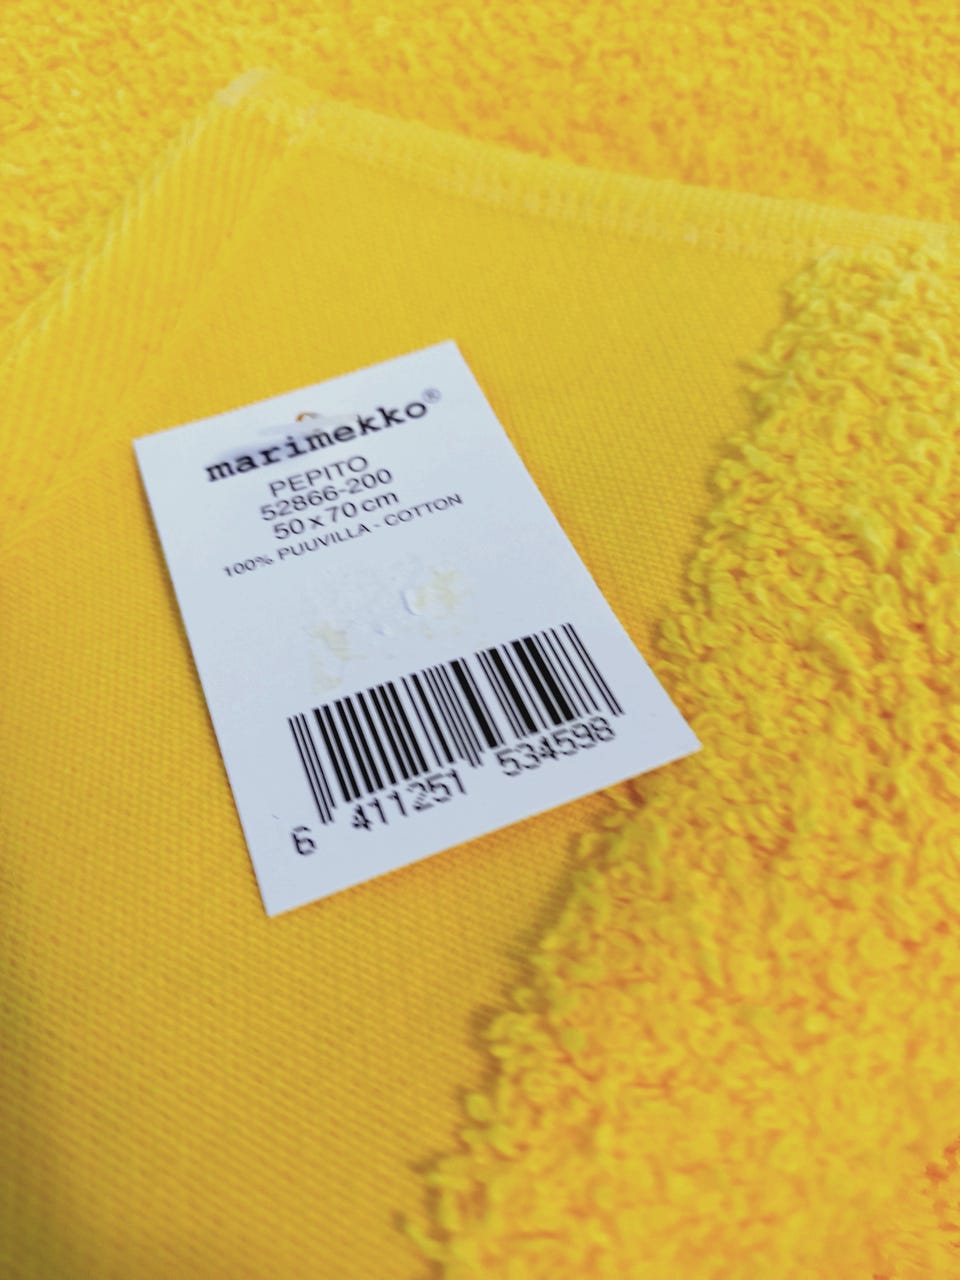 marimekko®
PEPITO
52866-200
50 x 70 cm
100% PUUVILLA - COTTON
6 411251 534598